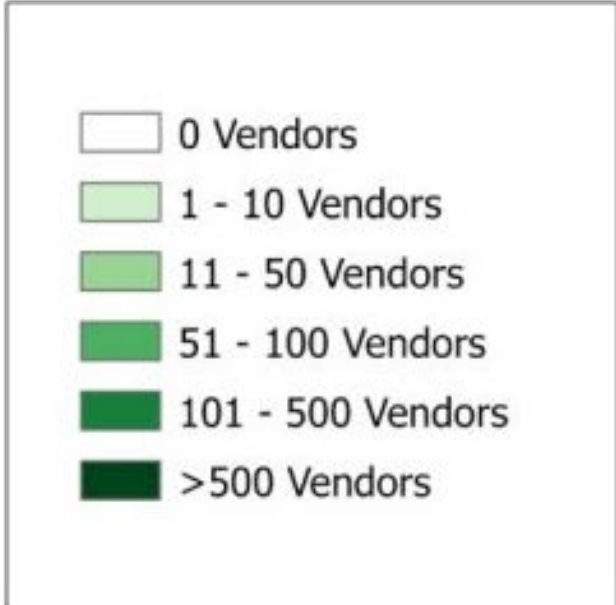 0 Vendors
1 - 10 Vendors
11 - 50 Vendors
51 - 100 Vendors
101 - 500 Vendors
>500 Vendors